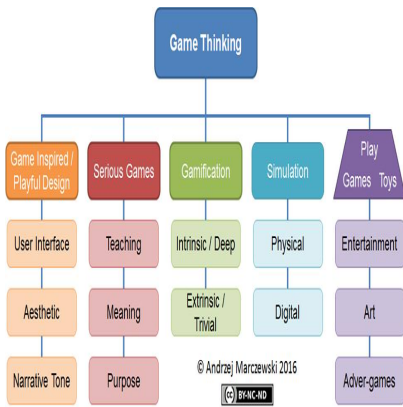 Game Thinking
Game Inspired /
Playful Design
Serious Games
Gamification
Simulation
Play
Games Toys
User Interface
Teaching
Intrinsic / Deep
Physical
Entertainment
Aesthetic
Meaning
Extrinsic /
Trivial
Digital
Art
Narrative Tone
Purpose
Adver-games
© Andrzej Marczewski 2016
cc BY-NC-ND